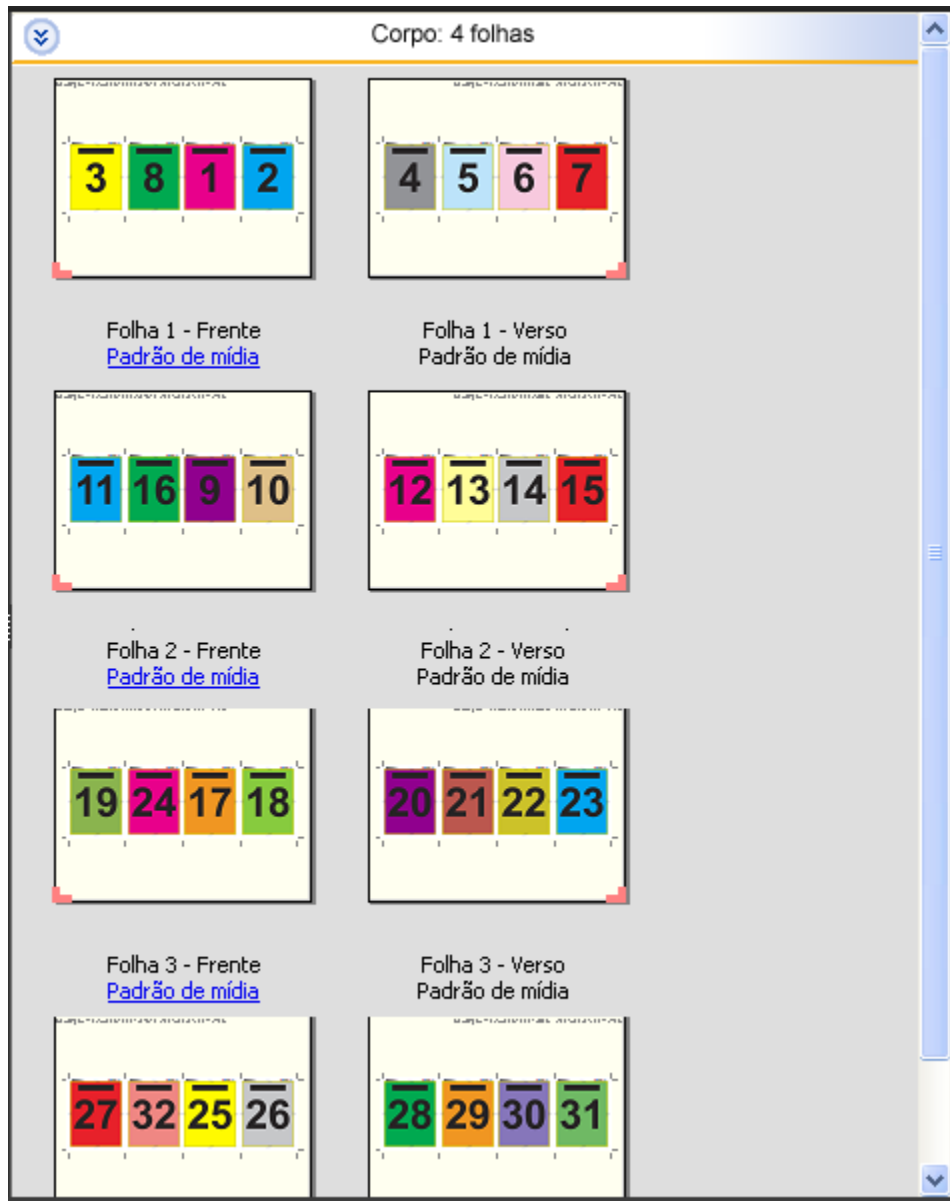 Corpo: 4 folhas
3 8 1 2
4 5 6 7
Folha 1 - Frente
Padrão de mídia
Folha 1 - Verso
Padrão de mídia
11 16 9 10
12 13 14 15
Folha 2 - Frente
Padrão de mídia
Folha 2 - Verso
Padrão de mídia
19 24 17 18
20 21 22 23
Folha 3 - Frente
Padrão de mídia
Folha 3 - Verso
Padrão de mídia
27 32 25 26
28 29 30 31